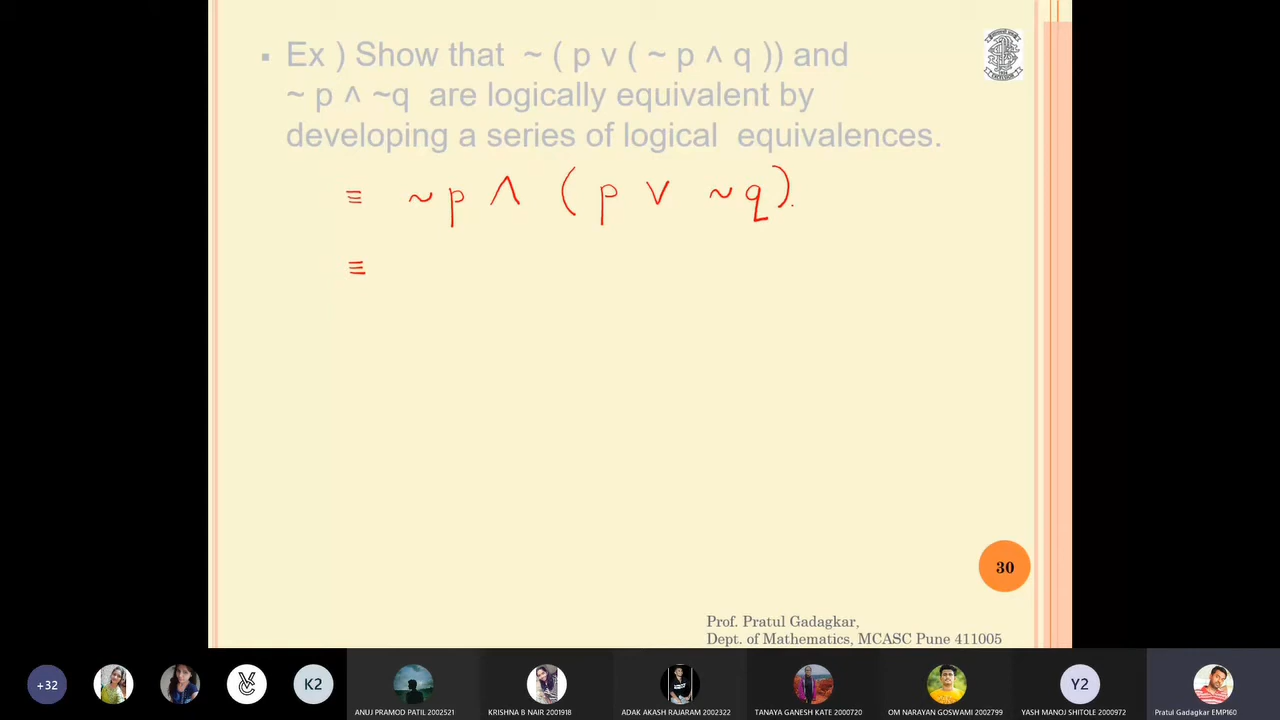 ▪ Ex ) Show that ~ ( p v ( ~ p ^ q )) and
~ p ^ ~q are logically equivalent by
developing a series of logical equivalences.
≡ ~p ∧ ( p ∨ ~q ).
≡
30
Prof. Pratul Gadagkar,
Dept. of Mathematics, MCASC Pune 411005
+32
K2
Y2
ANUJ PRAMOD PATIL 2002521
KRISHNA B NAIR 2001918
ADAK AKASH RAJARAM 2002322
TANAYA GANESH KATE 2000720
OM NARAYAN GOSWAMI 2002799
YASH MANOJ SHITOLE 2000972
Pratul Gadagkar EMP160